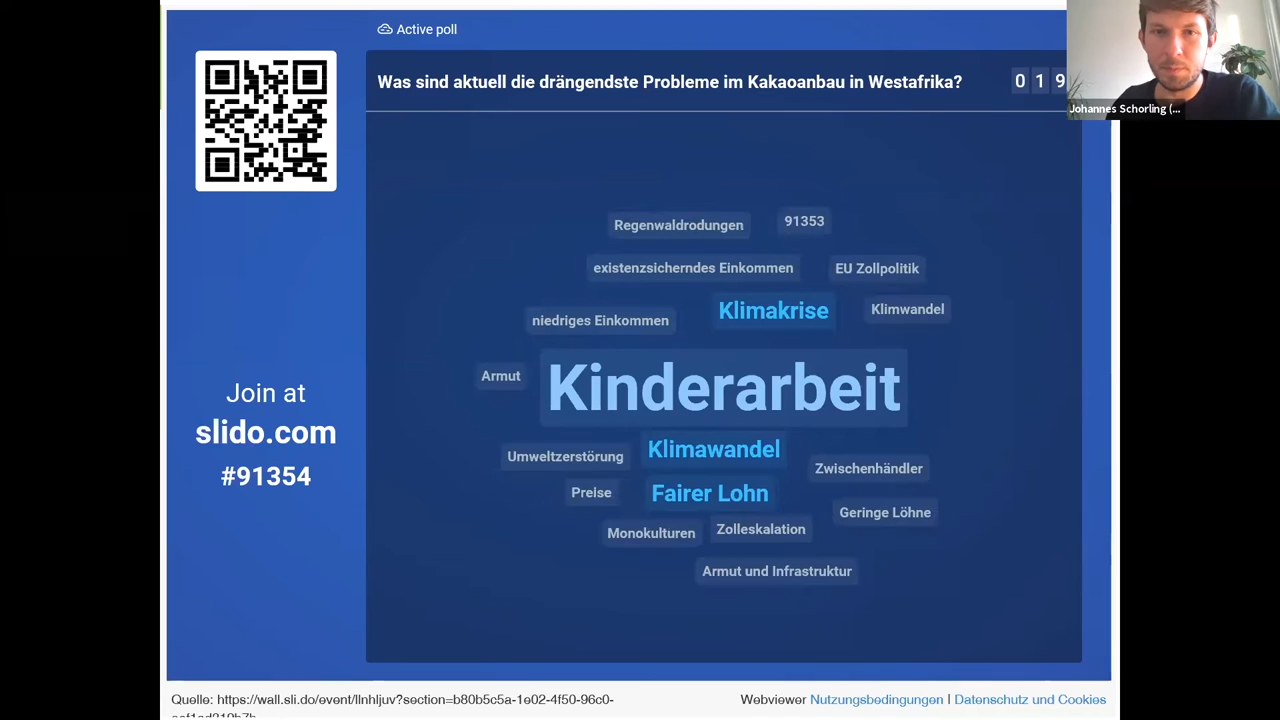 Active poll
Was sind aktuell die drängendste Probleme im Kakaoanbau in Westafrika?
0 1 9
Johannes Schorling (...
Regenwaldrodungen
91353
existenzsicherndes Einkommen
EU Zollpolitik
niedriges Einkommen
Klimakrise
Klimwandel
Armut
Kinderarbeit
Umweltzerstörung
Klimawandel
Zwischenhändler
Preise
Fairer Lohn
Geringe Löhne
Monokulturen
Zolleskalation
Armut und Infrastruktur
Join at
slido.com
#91354
Quelle: https://wall.sli.do/event/llnhljuv?section=b80b5c5a-1e02-4f50-96c0-
Webviewer Nutzungsbedingungen | Datenschutz und Cookies